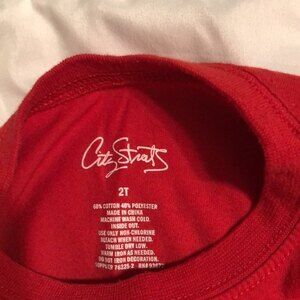 City Streets
2T
60% COTTON 40% POLYESTER
MADE IN CHINA
MACHINE WASH COLD.
INSIDE OUT.
USE ONLY NON-CHLORINE
BLEACH WHEN NEEDED.
TUMBLE DRY LOW.
WARM IRON AS NEEDED.
DO NOT IRON DECORATION.
SUPPLIER